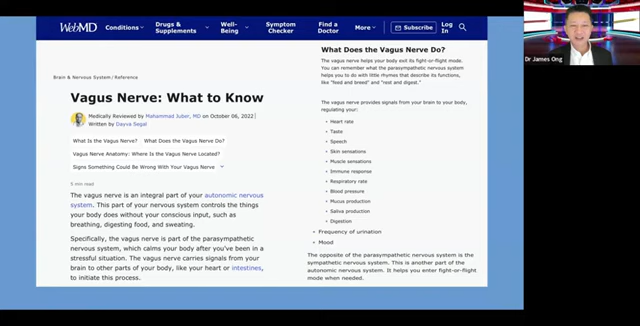 WebMD
Conditions
Drugs &
Supplements
Well-
Being
Symptom
Checker
Find a
Doctor
More
Subscribe
Log
In
Brain & Nervous System/Reference
Vagus Nerve: What to Know
Medically Reviewed by Mahammad Juber, MD on October 06, 2022
Written by Dayva Segal
What Is the Vagus Nerve? What Does the Vagus Nerve Do?
Vagus Nerve Anatomy: Where Is the Vagus Nerve Located?
Signs Something Could Be Wrong With Your Vagus Nerve
5 min read
The vagus nerve is an integral part of your autonomic nervous
system. This part of your nervous system controls the things
your body does without your conscious input, such as
breathing, digesting food, and sweating.
Specifically, the vagus nerve is part of the parasympathetic
nervous system, which calms your body after you've been in a
stressful situation. The vagus nerve carries signals from your
brain to other parts of your body, like your heart or intestines,
to initiate this process.
What Does the Vagus Nerve Do?
The vagus nerve helps your body exit its fight-or-flight mode.
You can remember what the parasympathetic nervous system
helps you to do with little rhymes that describe its functions,
like "feed and breed" and "rest and digest."
The vagus nerve provides signals from your brain to your body,
regulating your:
• Heart rate
• Taste
• Speech
• Skin sensations
• Muscle sensations
• Immune response
• Respiratory rate
• Blood pressure
• Mucus production
• Saliva production
• Digestion
• Frequency of urination
• Mood
The opposite of the parasympathetic nervous system is the
sympathetic nervous system. This is another part of the
autonomic nervous system. It helps you enter fight-or-flight
mode when needed.
Dr James Ong